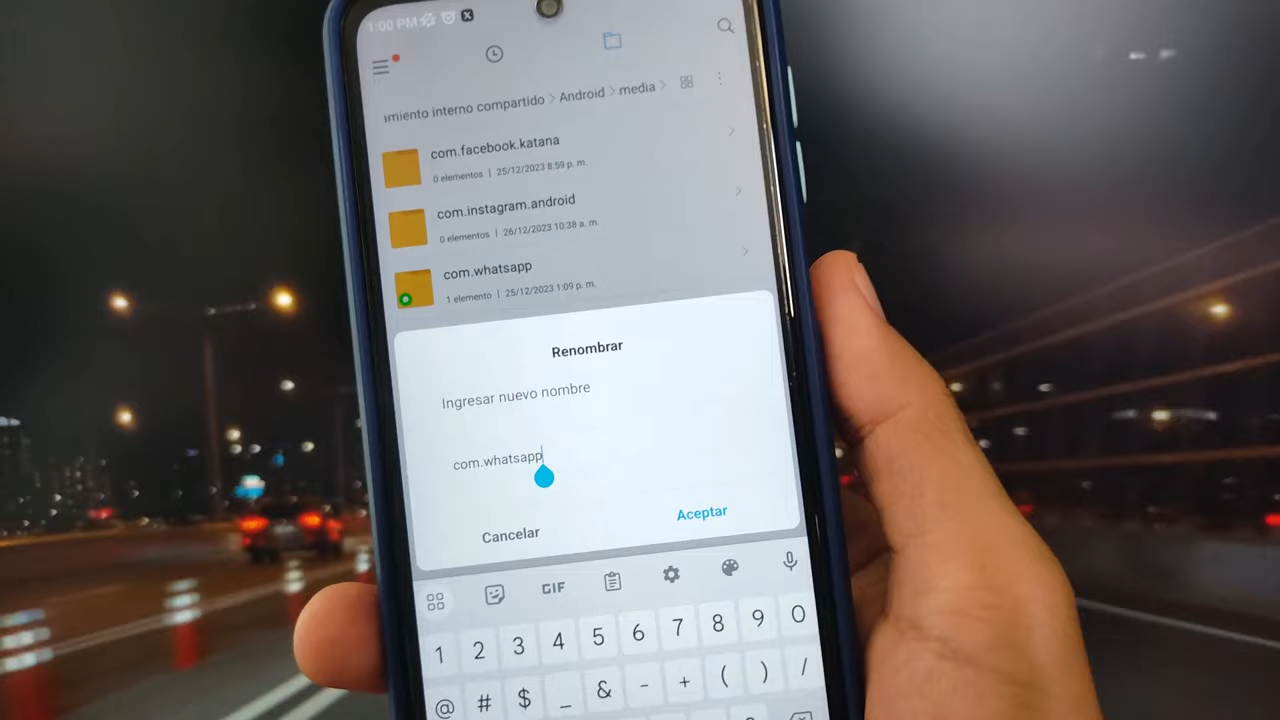 1:00 PM
amiento interno compartido > Android > media >
com.facebook.katana
0 elementos | 25/12/2023 8:59 p. m.
com.instagram.android
0 elementos | 26/12/2023 10:38 a. m.
com.whatsapp
1 elemento | 25/12/2023 1:09 p. m.
Renombrar
Ingresar nuevo nombre
com.whatsapp
Cancelar
Aceptar
GIF
1 2 3 4 5 6 7 8 9 0
@ # $ _ & - + ( ) /